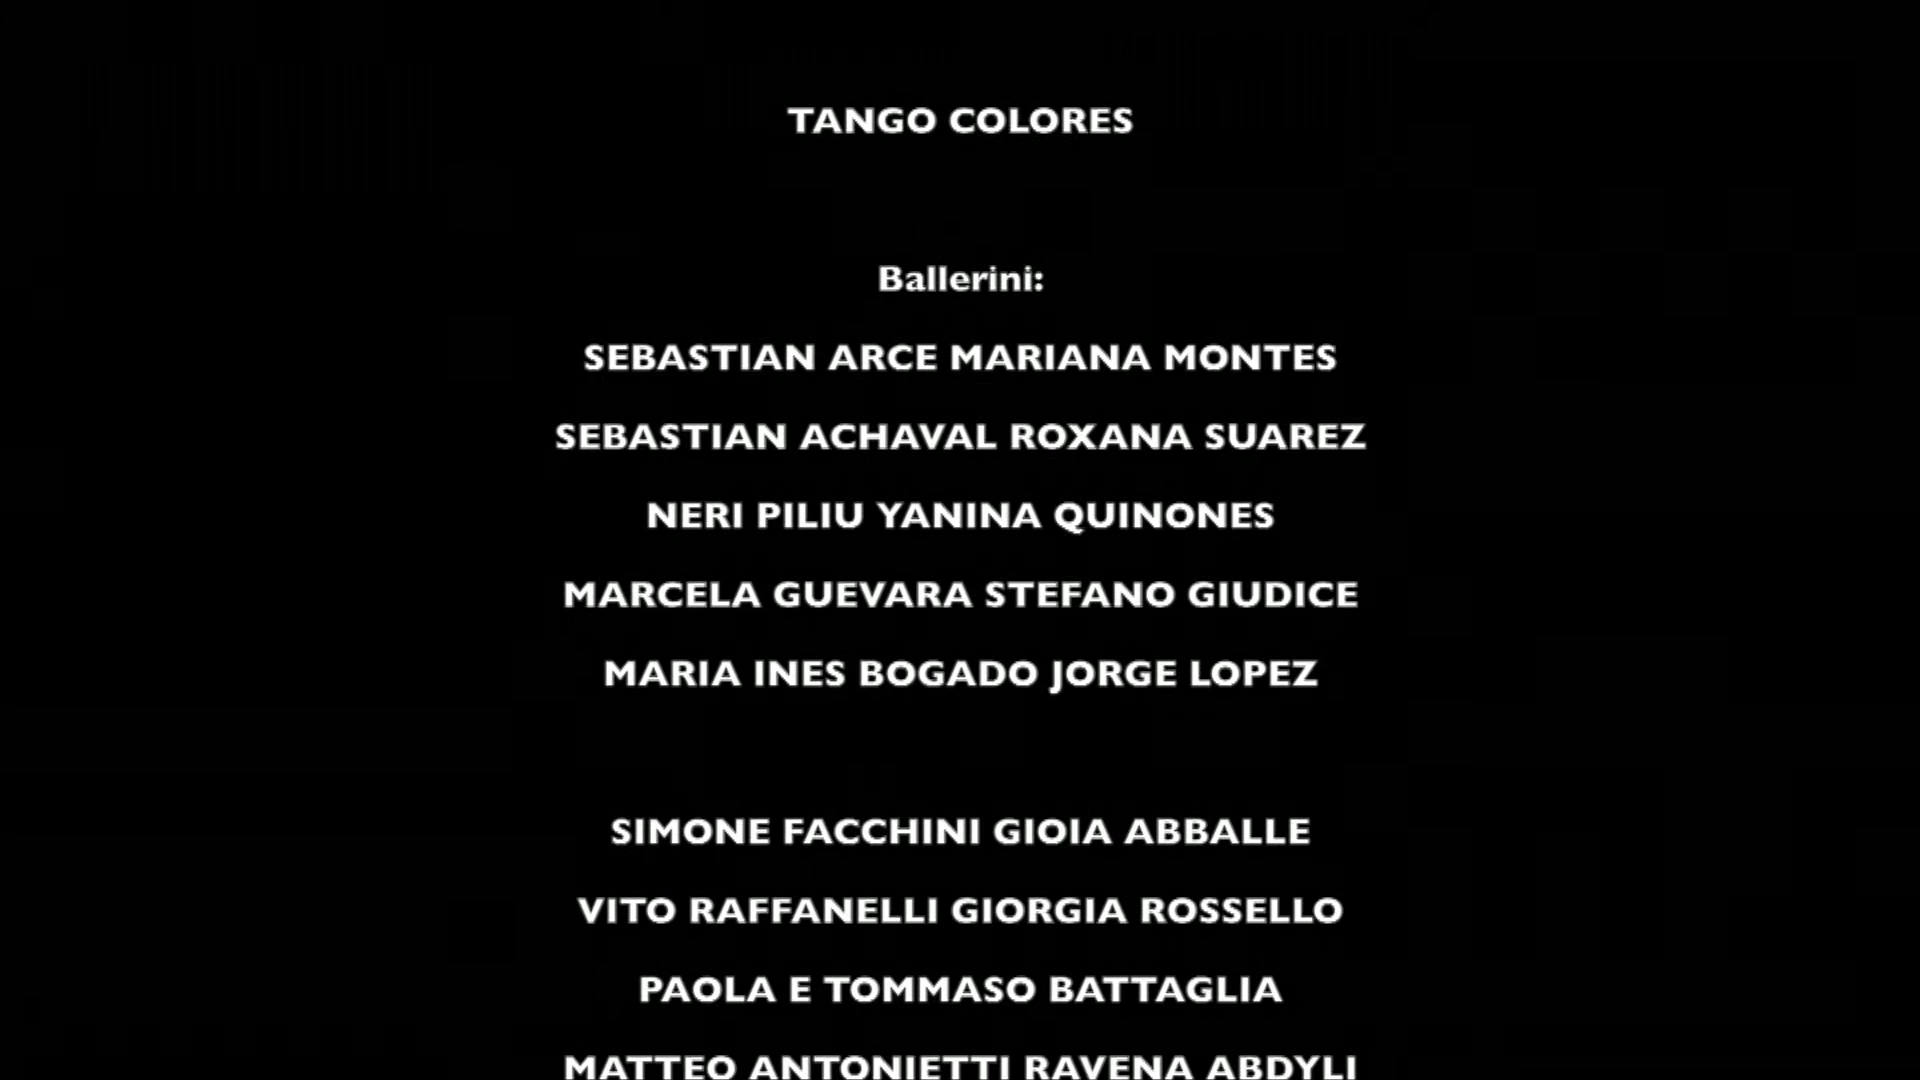 TANGO COLORES
Ballerini:
SEBASTIAN ARCE MARIANA MONTES
SEBASTIAN ACHAVAL ROXANA SUAREZ
NERI PILIU YANINA QUINONES
MARCELA GUEVARA STEFANO GIUDICE
MARIA INES BOGADO JORGE LOPEZ
SIMONE FACCHINI GIOIA ABBALLE
VITO RAFFANELLI GIORGIA ROSSELLO
PAOLA E TOMMASO BATTAGLIA
MATTEO ANTONIETTI RAVENA ABDYLI